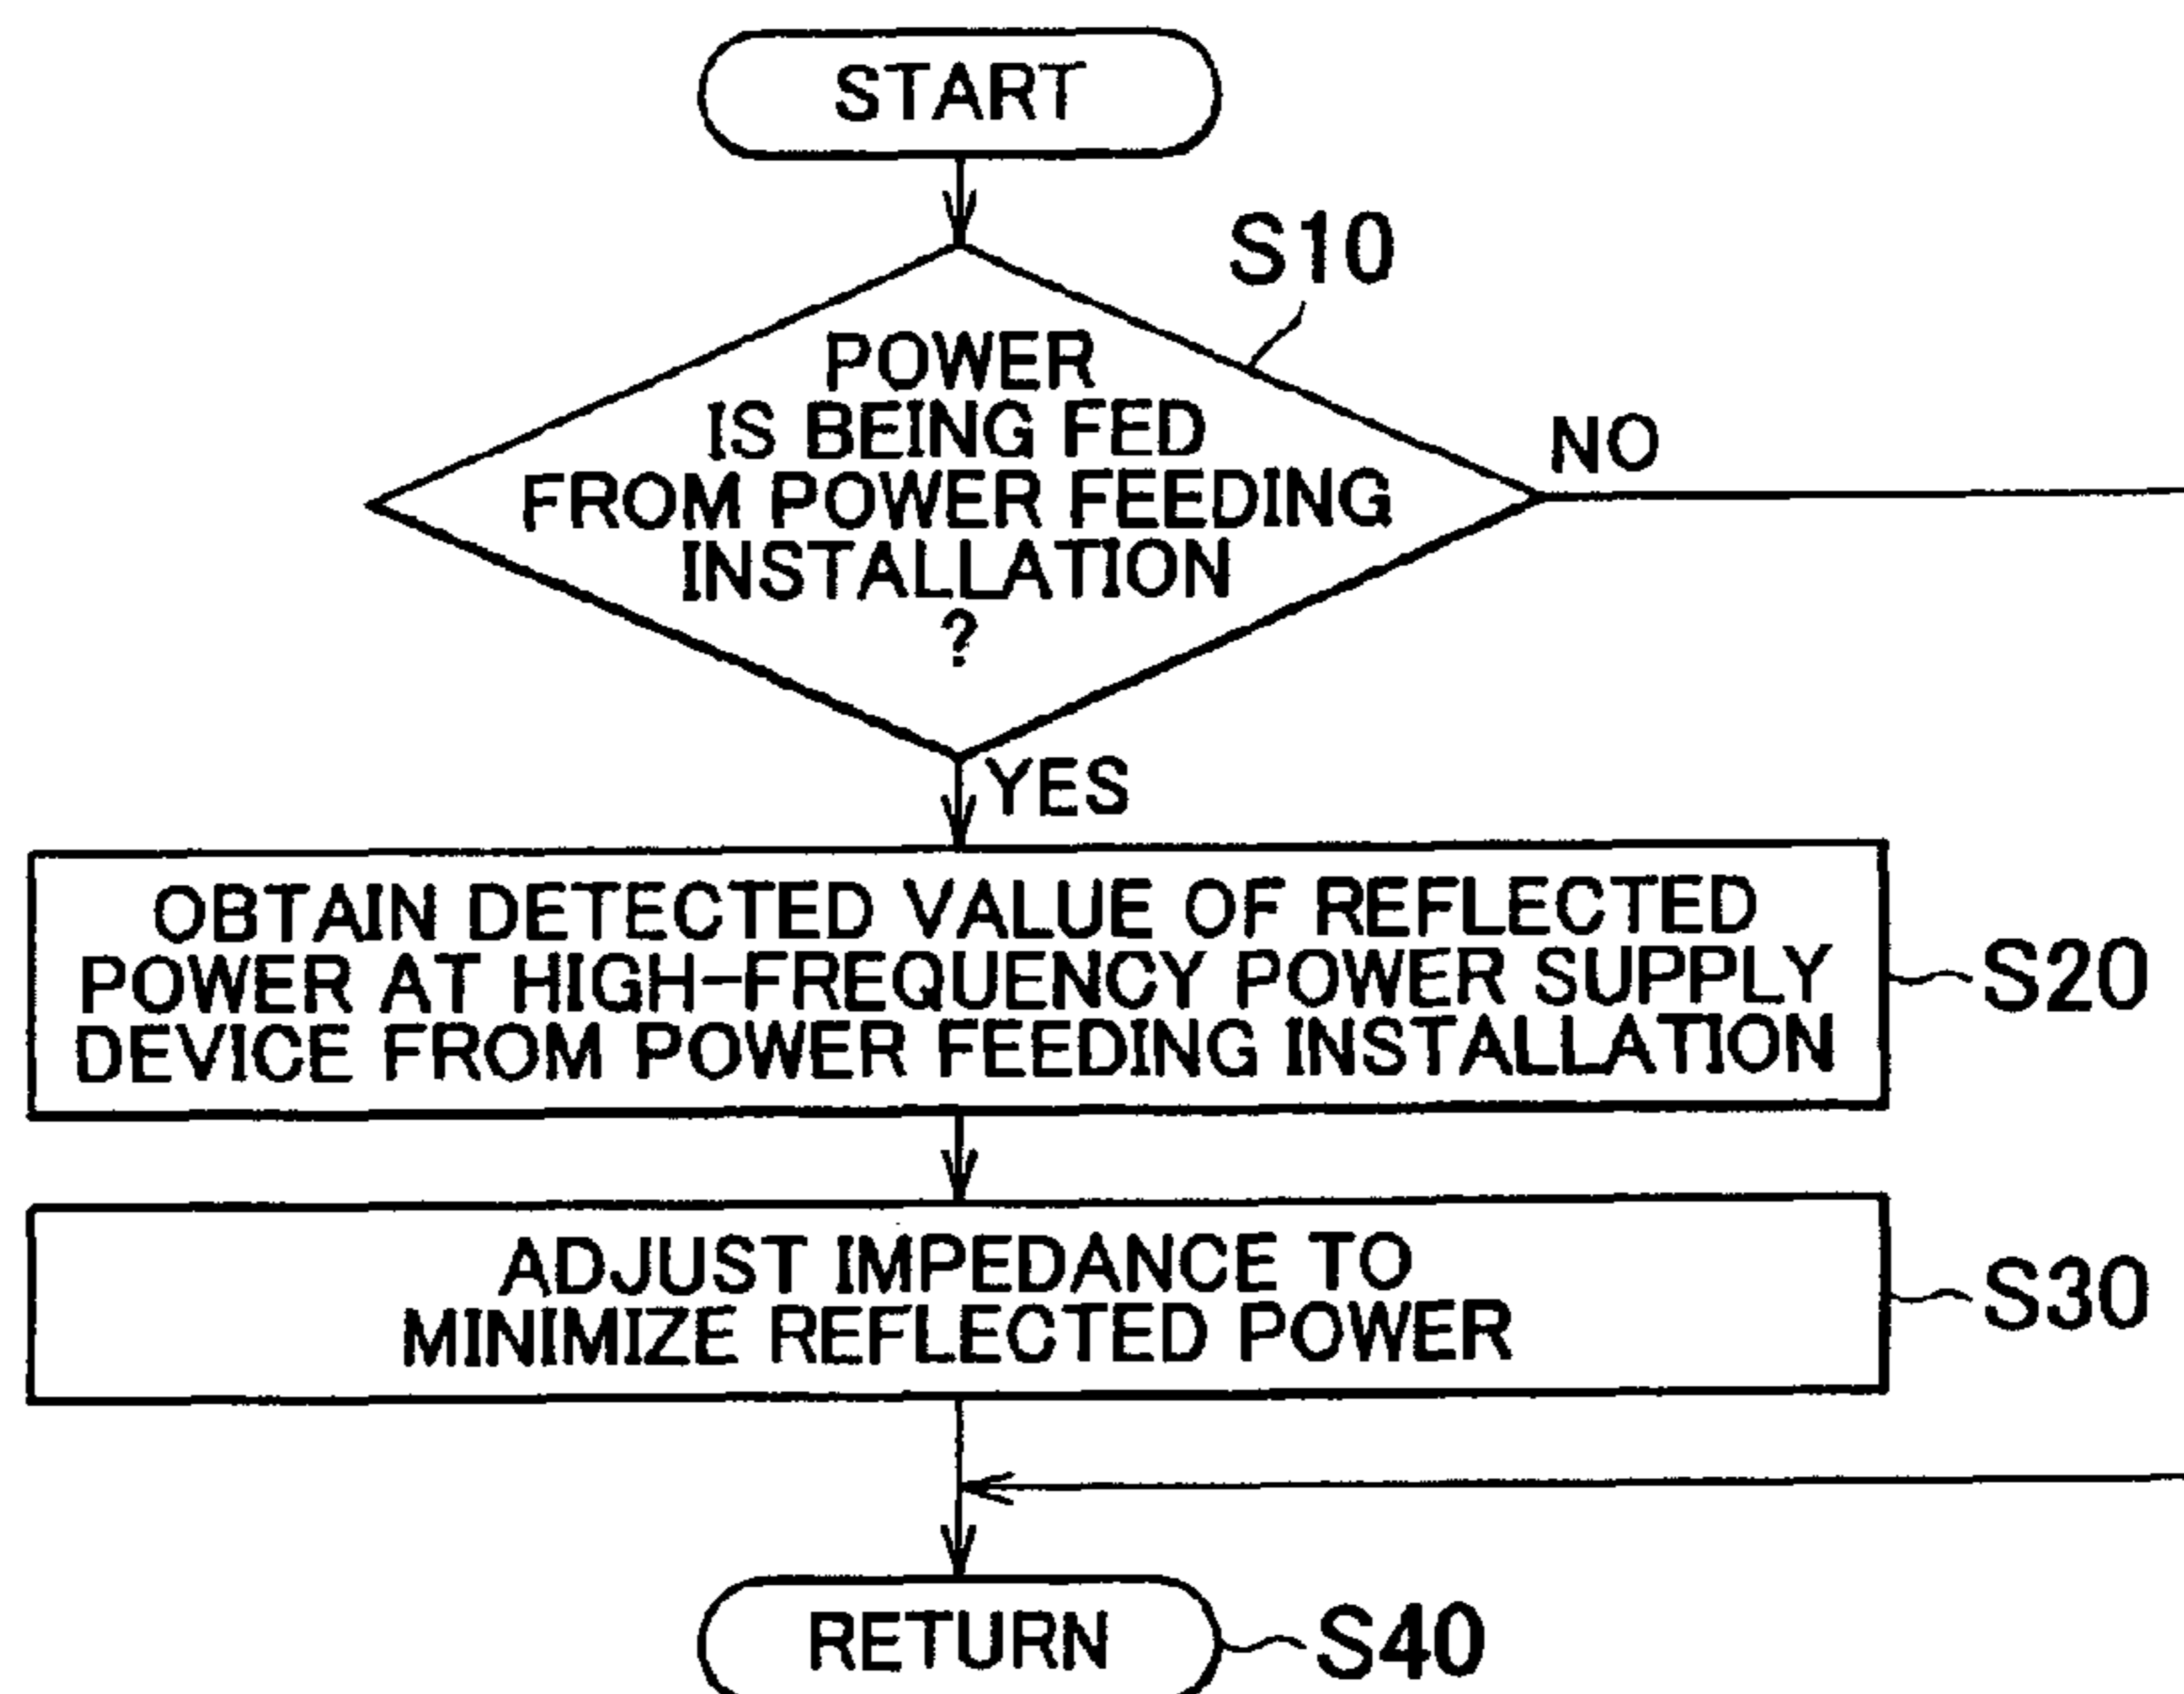 START
S10
POWER
IS BEING FED
FROM POWER FEEDING
INSTALLATION
?
NO
YES
OBTAIN DETECTED VALUE OF REFLECTED
POWER AT HIGH-FREQUENCY POWER SUPPLY
DEVICE FROM POWER FEEDING INSTALLATION
S20
ADJUST IMPEDANCE TO
MINIMIZE REFLECTED POWER
S30
RETURN
S40